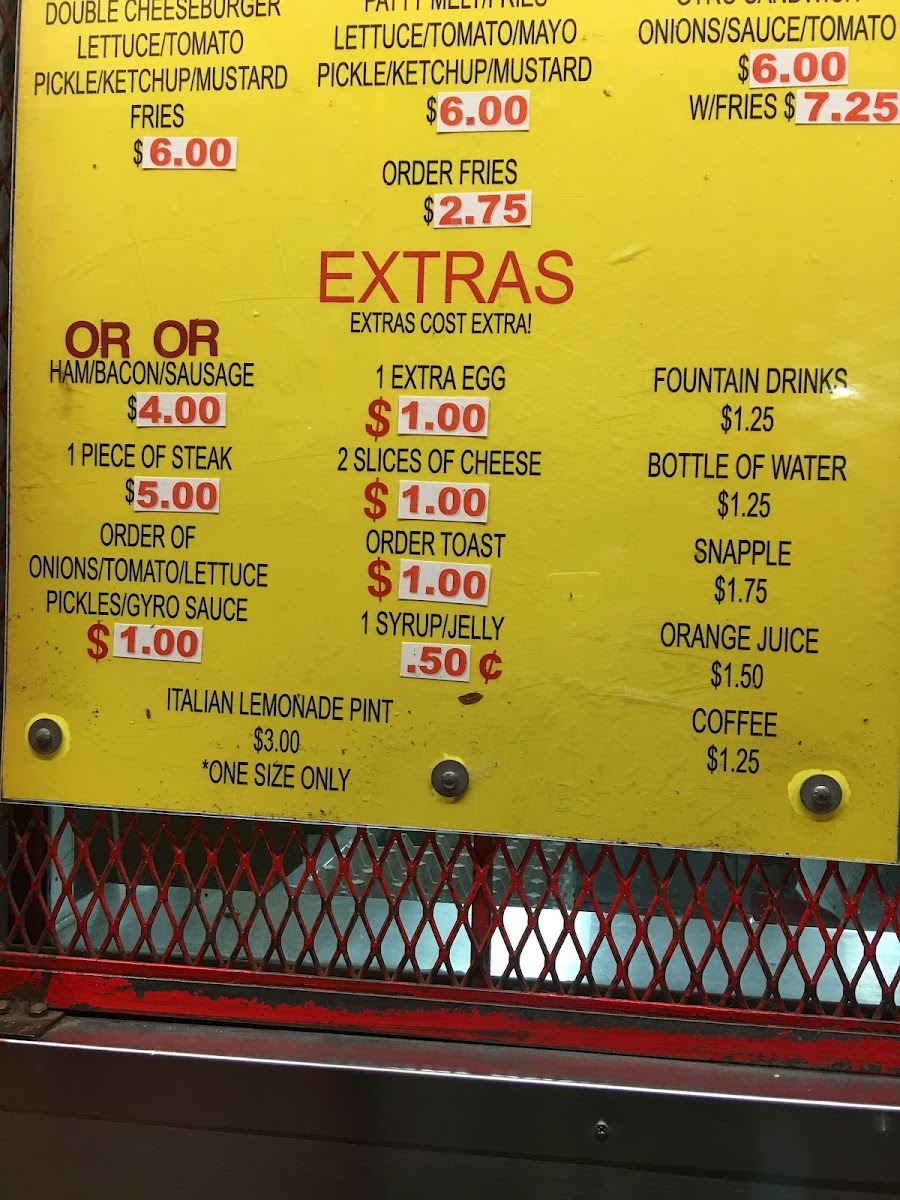 DOUBLE CHEESEBURGER
LETTUCE/TOMATO
PICKLE/KETCHUP/MUSTARD
FRIES
$6.00
PATTY MELT/FRIES
LETTUCE/TOMATO/MAYO
PICKLE/KETCHUP/MUSTARD
$6.00
ORDER FRIES
$2.75
GYRO SANDWICH
ONIONS/SAUCE/TOMATO
$6.00
W/FRIES $7.25
EXTRAS
EXTRAS COST EXTRA!
OR OR
HAM/BACON/SAUSAGE
$4.00
1 PIECE OF STEAK
$5.00
ORDER OF
ONIONS/TOMATO/LETTUCE
PICKLES/GYRO SAUCE
$1.00
1 EXTRA EGG
$1.00
2 SLICES OF CHEESE
$1.00
ORDER TOAST
$1.00
1 SYRUP/JELLY
.50¢
FOUNTAIN DRINKS
$1.25
BOTTLE OF WATER
$1.25
SNAPPLE
$1.75
ORANGE JUICE
$1.50
COFFEE
$1.25
ITALIAN LEMONADE PINT
$3.00
*ONE SIZE ONLY